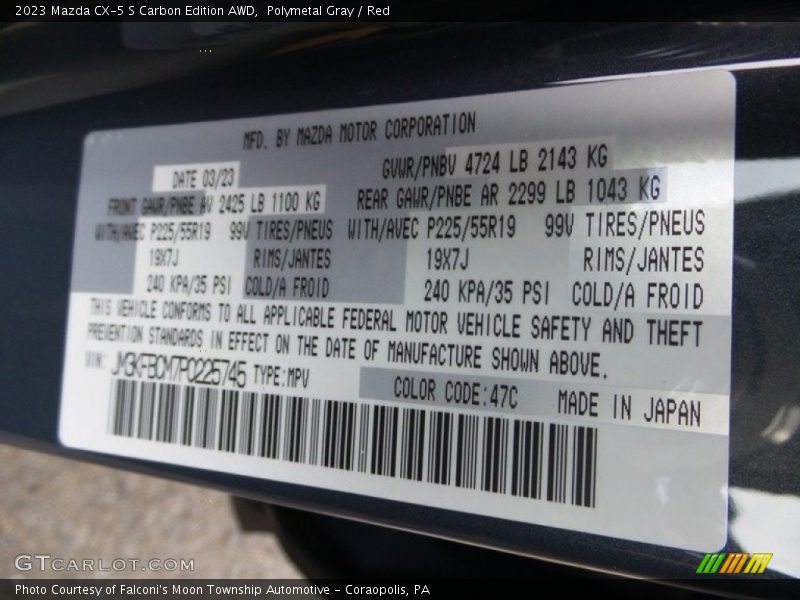 2023 Mazda CX-5 S Carbon Edition AWD, Polymetal Gray / Red
MFD. BY MAZDA MOTOR CORPORATION
DATE 03/23 GVWR/PNBV 4724 LB 2143 KG
FRONT GAWR/PNBE AV 2425 LB 1100 KG REAR GAWR/PNBE AR 2299 LB 1043 KG
WITH/AVEC P225/55R19 99V TIRES/PNEUS WITH/AVEC P225/55R19 99V TIRES/PNEUS
19X7J RIMS/JANTES 19X7J RIMS/JANTES
240 KPA/35 PSI COLD/A FROID 240 KPA/35 PSI COLD/A FROID
THIS VEHICLE CONFORMS TO ALL APPLICABLE FEDERAL MOTOR VEHICLE SAFETY AND THEFT
PREVENTION STANDARDS IN EFFECT ON THE DATE OF MANUFACTURE SHOWN ABOVE.
VIN: JM3KFBCM7P0225745 TYPE:MPV COLOR CODE:47C MADE IN JAPAN
GTCARLOT.COM
Photo Courtesy of Falconi's Moon Township Automotive - Coraopolis, PA